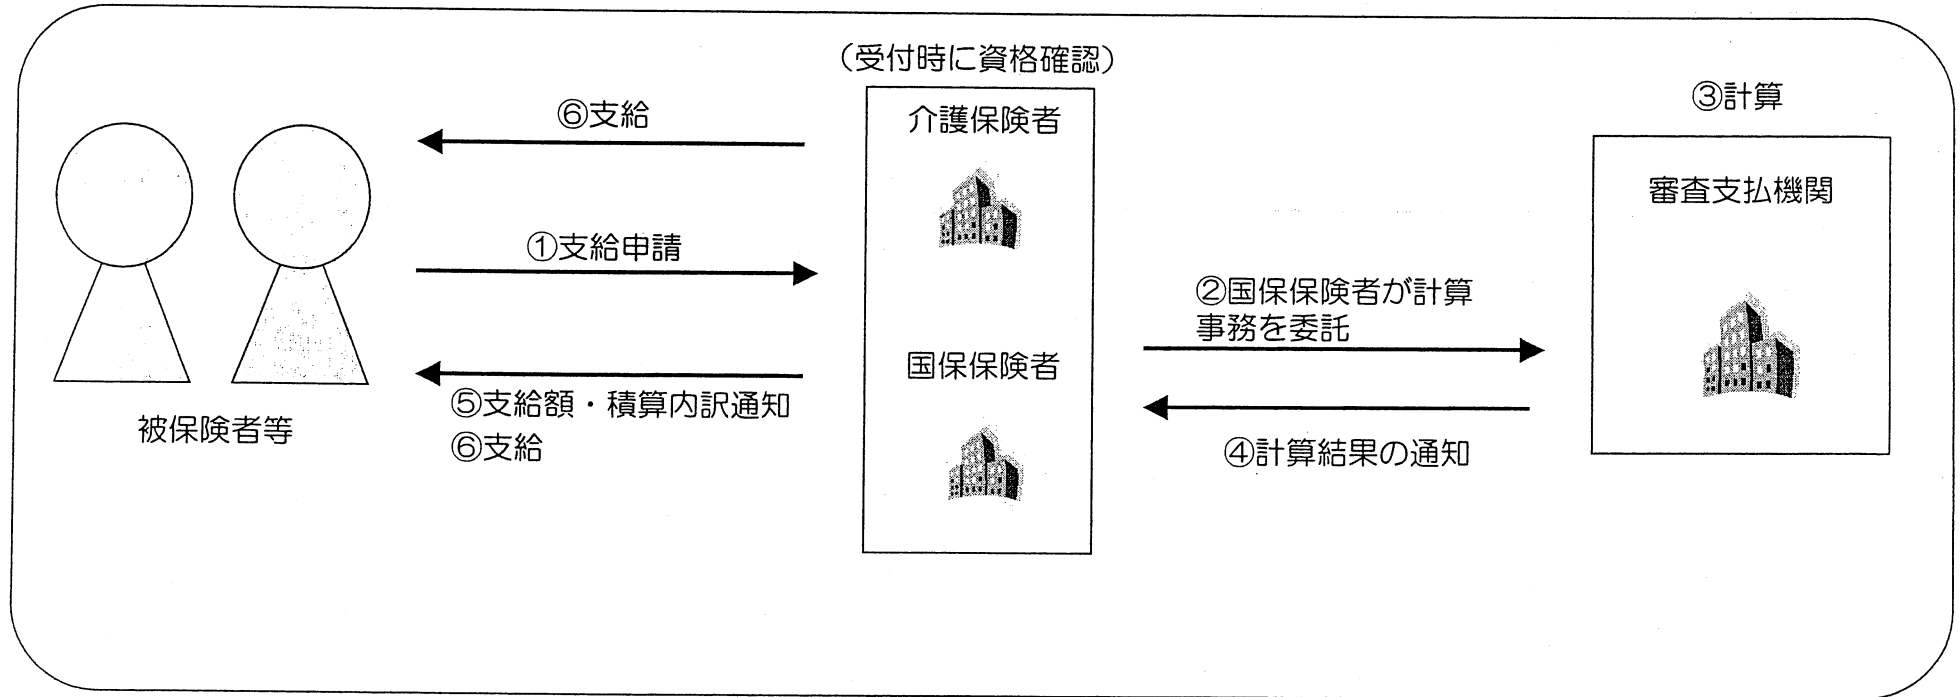 （受付時に資格確認）
③計算
介護保険者
⑥支給
審査支払機関
①支給申請
②国保保険者が計算
事務を委託
国保保険者
⑤支給額・積算内訳通知
⑥支給
被保険者等
④計算結果の通知